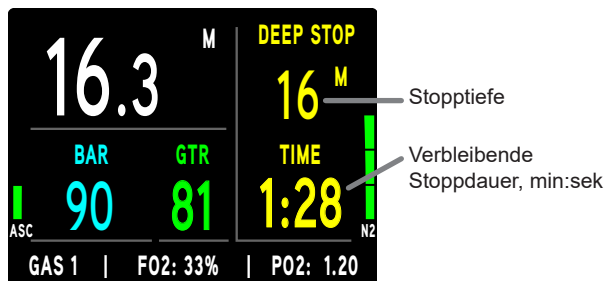 M
16.3
DEEP STOP
16 M
Stopptiefe
BAR
90
GTR
81
TIME
1:28
Verbleibende
Stoppdauer, min:sek
ASC
N2
GAS 1 | FO2: 33% | PO2: 1.20